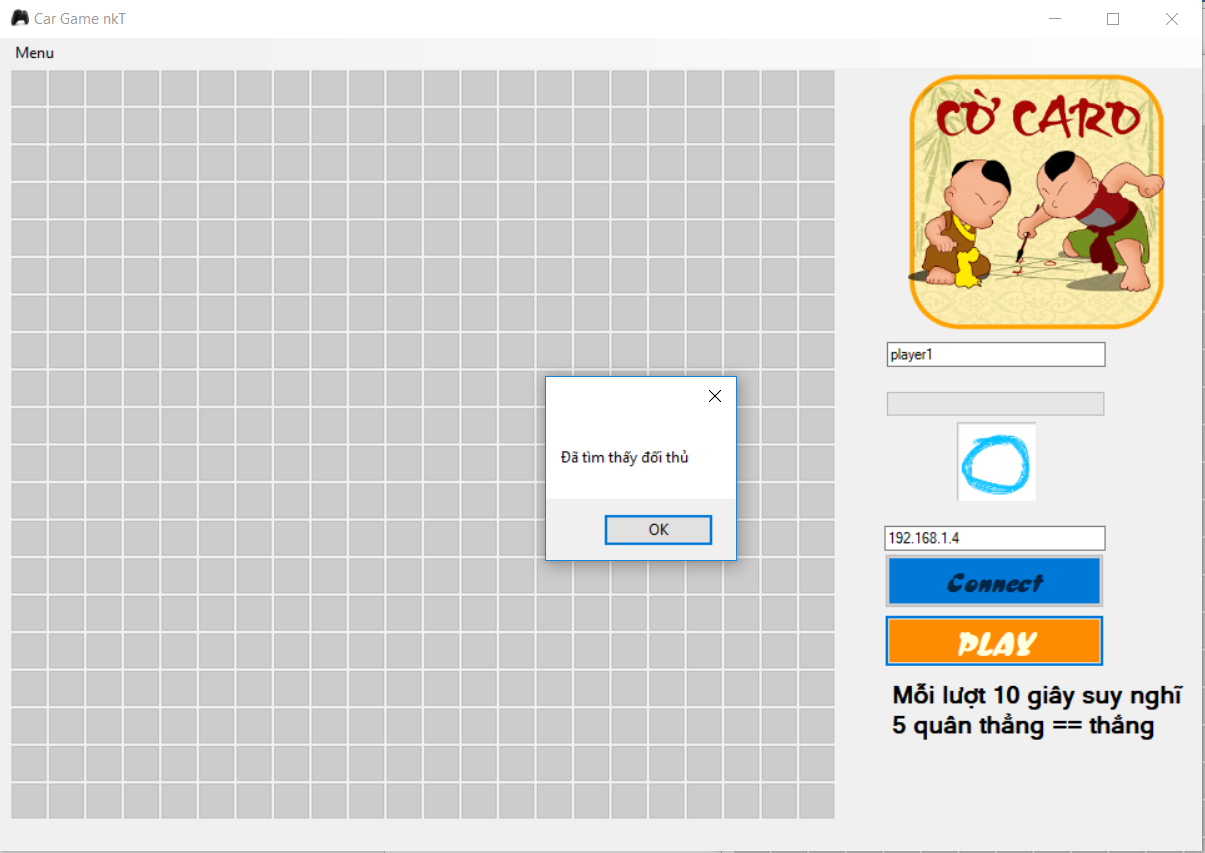 Car Game nkT
Menu
CỜ CARO
player1
Đã tìm thấy đối thủ
OK
192.168.1.4
Connect
PLAY
Mỗi lượt 10 giây suy nghĩ
5 quân thẳng == thắng